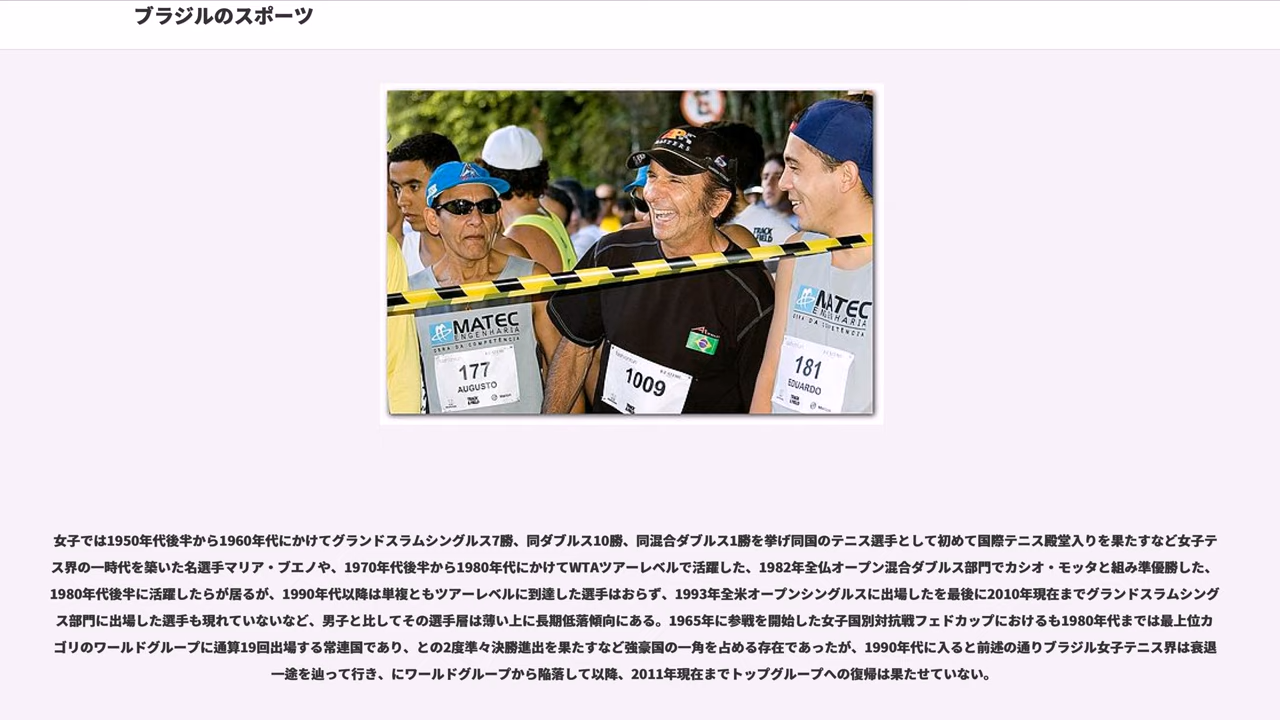 ブラジルのスポーツ
MASTERS
TRACK
FIELD
MATEC
ENGENHARIA
OBRA DA COMPETÊNCIA
MATEC
ENGENHARIA
OBRA DA COMPETÊNCIA
177
AUGUSTO
1009
181
EDUARDO
女子では1950年代後半から1960年代にかけてグランドスラムシングルス7勝、同ダブルス10勝、同混合ダブルス1勝を挙げ同国のテニス選手として初めて国際テニス殿堂入りを果たすなど女子テ
ス界の一時代を築いた名選手マリア・ブエノや、1970年代後半から1980年代にかけてWTAツアーレベルで活躍した、1982年全仏オープン混合ダブルス部門でカシオ・モッタと組み準優勝した、
1980年代後半に活躍したらが居るが、1990年代以降は単複ともツアーレベルに到達した選手はおらず、1993年全米オープンシングルスに出場したを最後に2010年現在までグランドスラムシング
ス部門に出場した選手も現れていないなど、男子と比してその選手層は薄い上に長期低落傾向にある。1965年に参戦を開始した女子国別対抗戦フェドカップにおけるも1980年代までは最上位カ
ゴリのワールドグループに通算19回出場する常連国であり、との2度準々決勝進出を果たすなど強豪国の一角を占める存在であったが、1990年代に入ると前述の通りブラジル女子テニス界は衰退
一途を辿って行き、にワールドグループから陥落して以降、2011年現在までトップグループへの復帰は果たせていない。